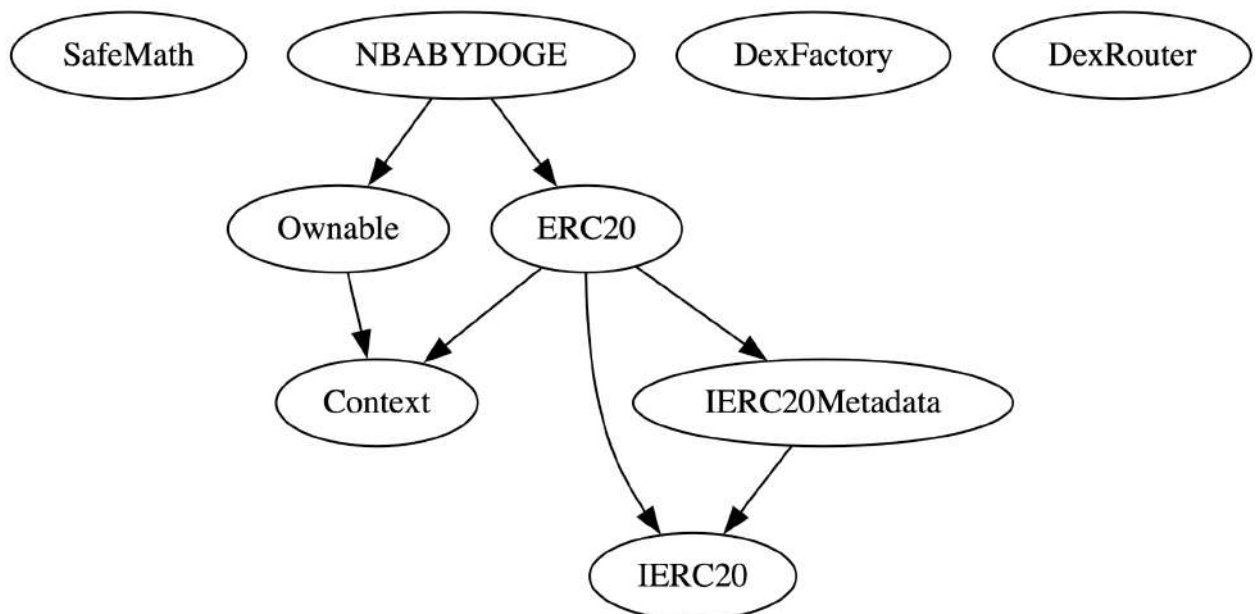 SafeMath
NBABYDOGE
DexFactory
DexRouter
Ownable
ERC20
Context
IERC20Metadata
IERC20